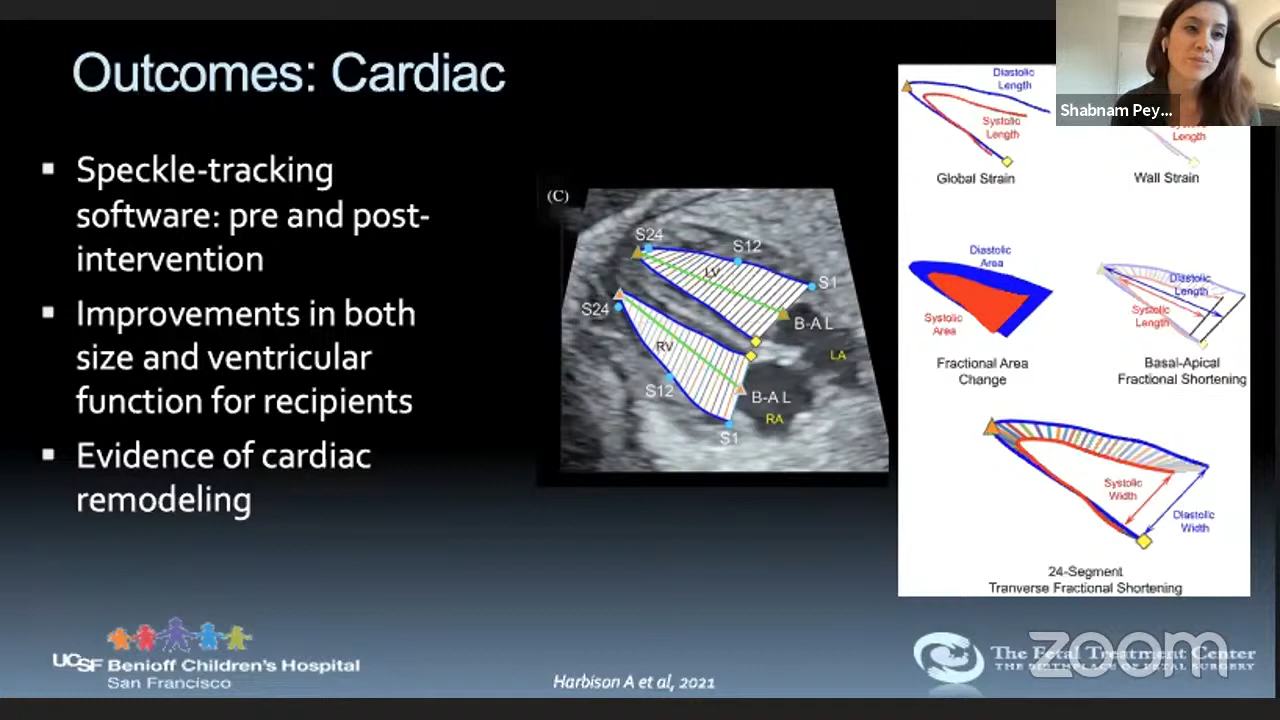 Outcomes: Cardiac
Speckle-tracking
software: pre and post-
intervention
Improvements in both
size and ventricular
function for recipients
Evidence of cardiac
remodeling
(C)
S24
S12
S1
LV
B-A L
LA
S24
RV
S12
B-A L
RA
S1
Diastolic
Length
Systolic
Length
Global Strain
Length
Wall Strain
Diastolic
Area
Systolic
Area
Fractional Area
Change
Diastolic
Length
Systolic
Length
Basal-Apical
Fractional Shortening
Systolic
Width
Diastolic
Width
24-Segment
Tranverse Fractional Shortening
Shabnam Pey...
UCSF Benioff Children's Hospital
San Francisco
Harbison A et al, 2021
The Fetal Treatment Center
THE BIRTHPLACE OF FETAL SURGERY
zoom